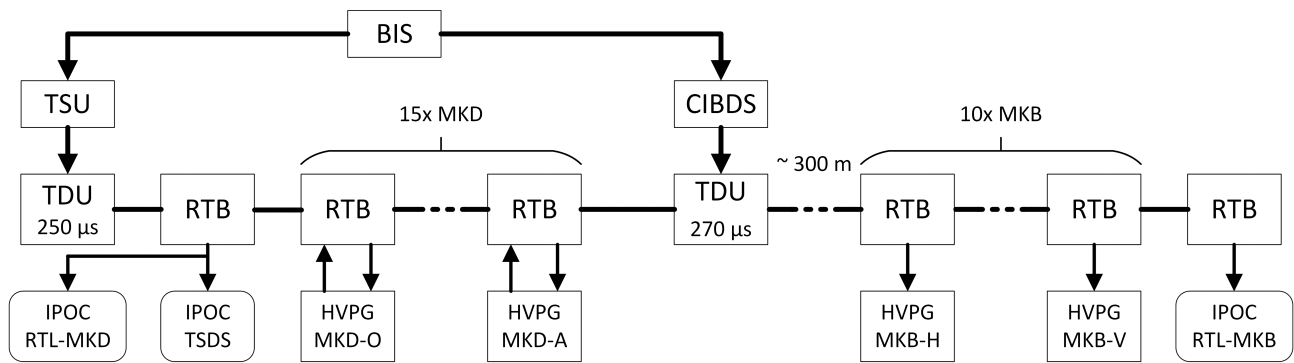 BIS
TSU
CIBDS
15x MKD
10x MKB
~ 300 m
TDU
250 µs
RTB
RTB
RTB
TDU
270 µs
RTB
RTB
RTB
IPOC
RTL-MKD
IPOC
TSDS
HVPG
MKD-O
HVPG
MKD-A
HVPG
MKB-H
HVPG
MKB-V
IPOC
RTL-MKB